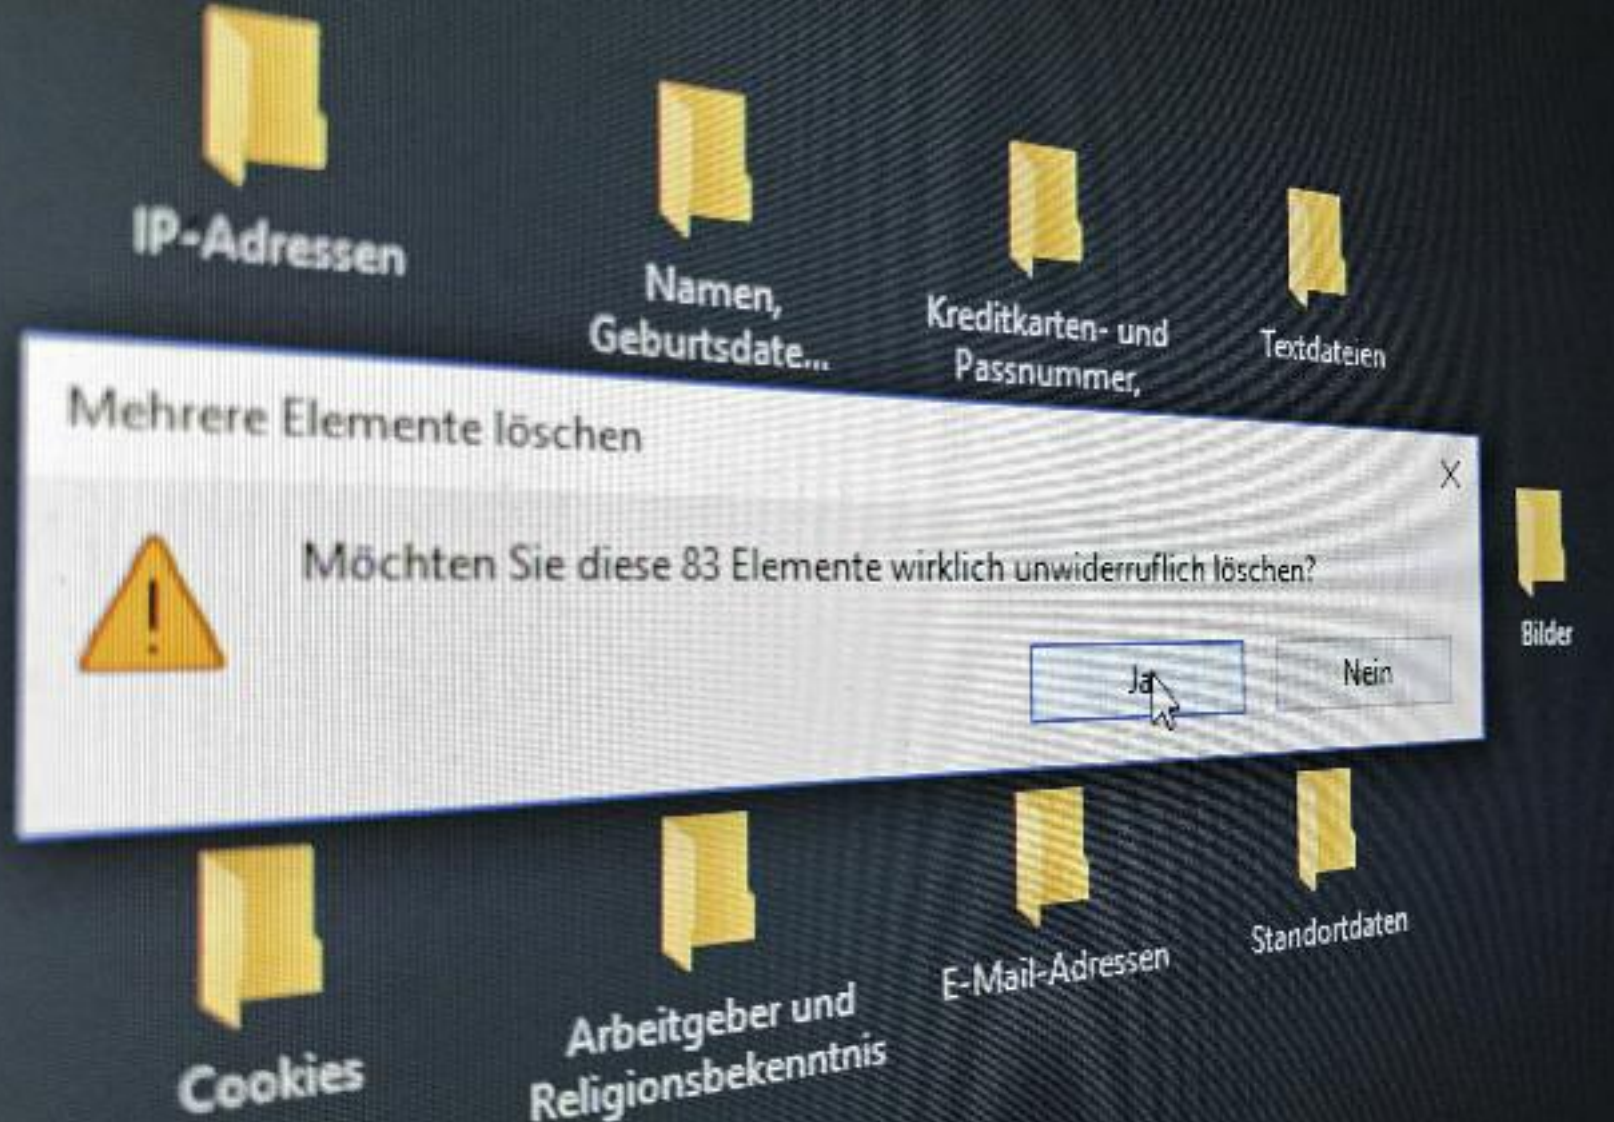 IP-Adressen
Namen,
Geburtsdate...
Kreditkarten- und
Passnummer,
Textdateien
Mehrere Elemente löschen
X
Möchten Sie diese 83 Elemente wirklich unwiderruflich löschen?
Ja
Nein
Bilder
Cookies
Arbeitgeber und
Religionsbekenntnis
E-Mail-Adressen
Standortdaten